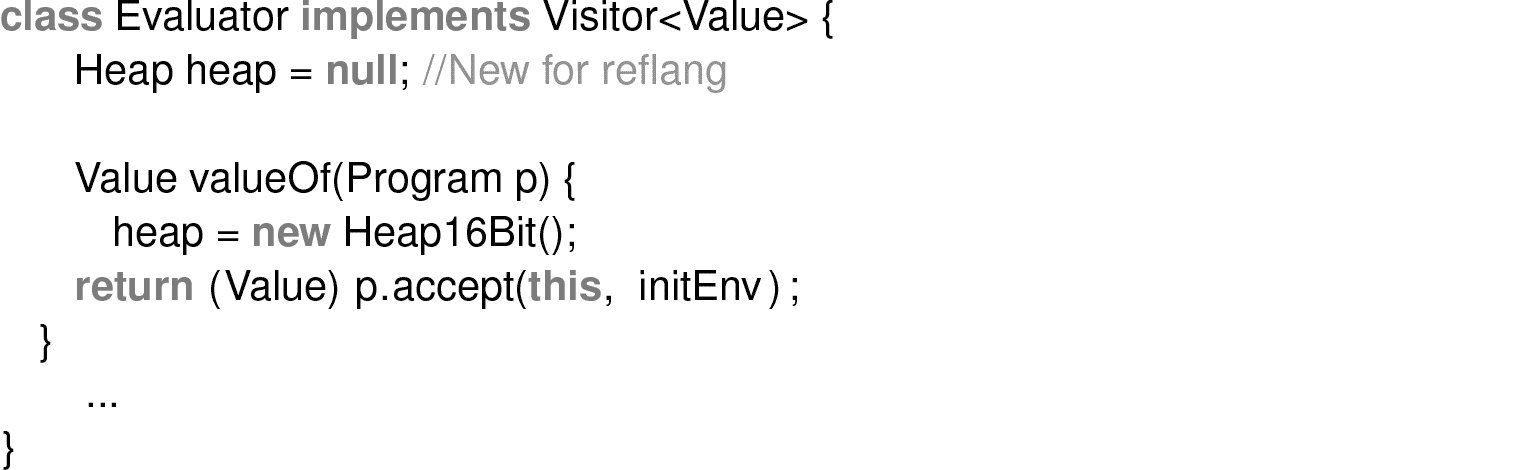 class Evaluator implements Visitor<Value> {
Heap heap = null; //New for reflang
Value valueOf(Program p) {
heap = new Heap16Bit();
return (Value) p.accept(this, initEnv);
}
...
}